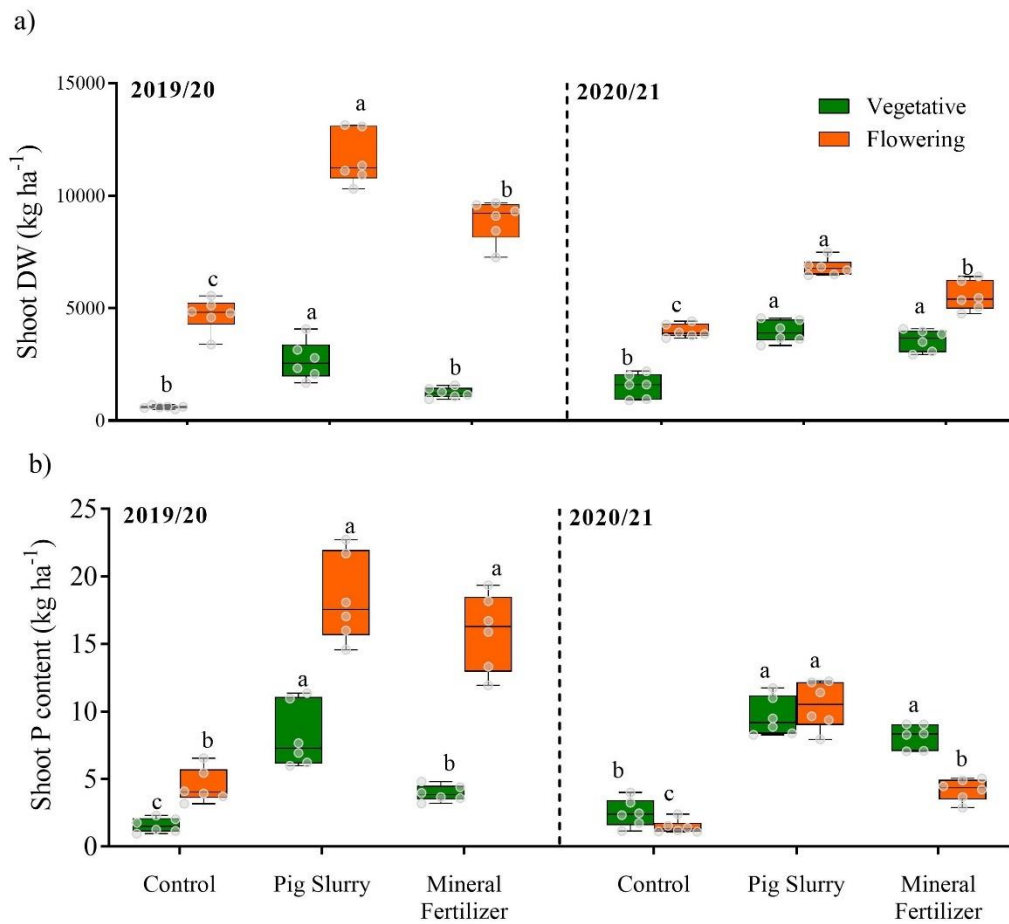 a)
Shoot DW (kg ha⁻¹)
15000
10000
5000
0
2019/20
2020/21
Vegetative
Flowering
b
c
a
a
b
b
b
c
a
a
a
b
b)
Shoot P content (kg ha⁻¹)
25
20
15
10
5
0
2019/20
2020/21
c
b
a
a
b
a
b
c
a
a
a
b
Control
Pig Slurry
Mineral
Fertilizer
Control
Pig Slurry
Mineral
Fertilizer